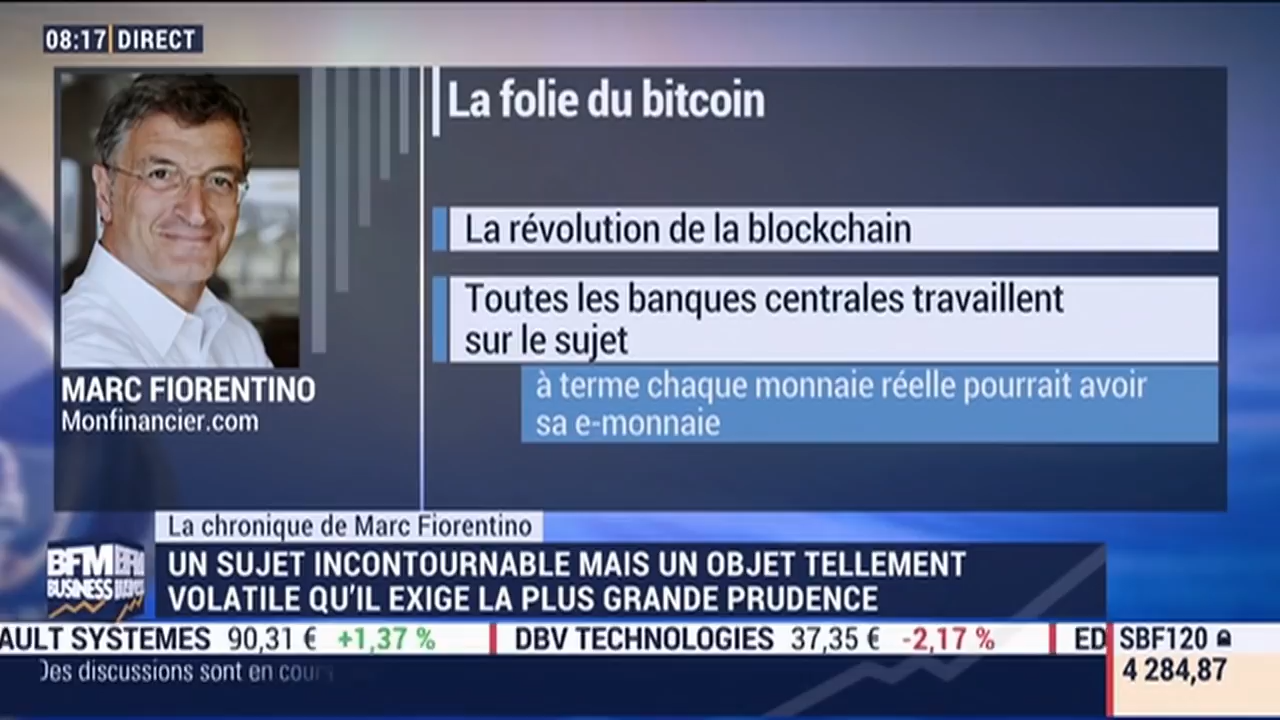 08:17 DIRECT
La folie du bitcoin
La révolution de la blockchain
Toutes les banques centrales travaillent
sur le sujet
à terme chaque monnaie réelle pourrait avoir
sa e-monnaie
MARC FIORENTINO
Monfinancier.com
La chronique de Marc Fiorentino
BFM
BUSINESS
UN SUJET INCONTOURNABLE MAIS UN OBJET TELLEMENT
VOLATILE QU'IL EXIGE LA PLUS GRANDE PRUDENCE
AULT SYSTEMES 90,31 € +1,37 % DBV TECHNOLOGIES 37,35 € -2,17 % ED
SBF120
4 284,87
Des discussions sont en cour